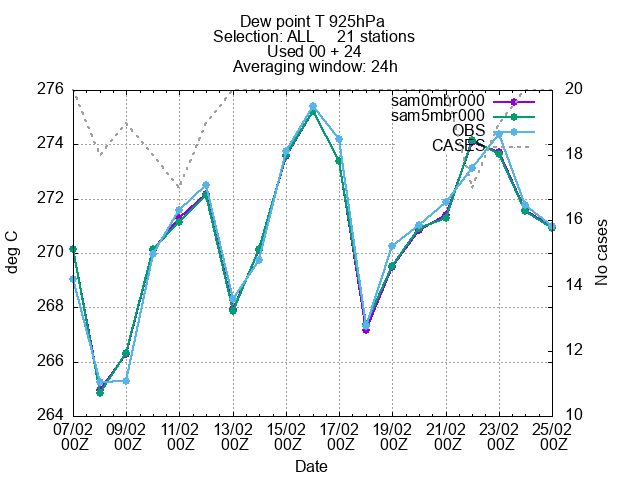 Dew point T 925hPa
Selection: ALL     21 stations
Used 00 + 24
Averaging window: 24h
276
274
272
270
268
266
264
deg C
20
18
16
14
12
10
No cases
sam0mbr000
sam5mbr000
OBS
CASES
07/02 09/02 11/02 13/02 15/02 17/02 19/02 21/02 23/02 25/02
00Z 00Z 00Z 00Z 00Z 00Z 00Z 00Z 00Z 00Z
Date